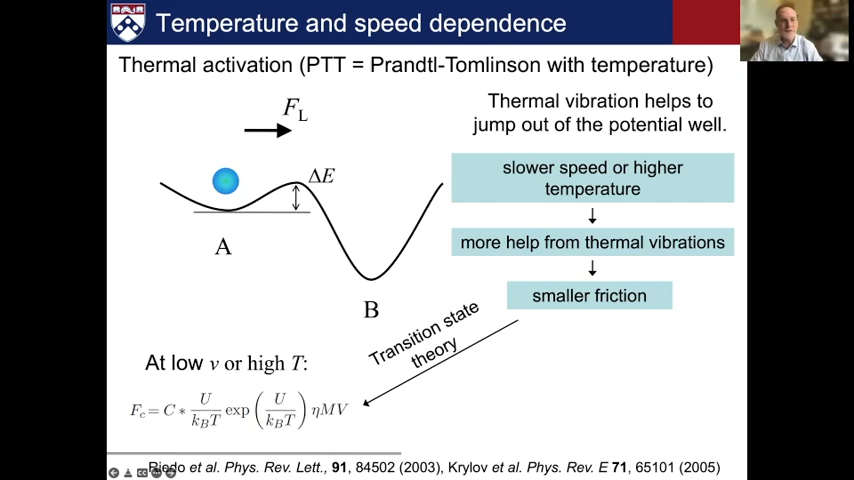 Temperature and speed dependence
Thermal activation (PTT = Prandtl-Tomlinson with temperature)
F_L
Thermal vibration helps to
jump out of the potential well.
ΔE
slower speed or higher
temperature
A
more help from thermal vibrations
smaller friction
B
Transition state
theory
At low v or high T:
F_c = C * U/(k_B T) exp (U/(k_B T)) ηMV
Riedo et al. Phys. Rev. Lett., 91, 84502 (2003), Krylov et al. Phys. Rev. E 71, 65101 (2005)